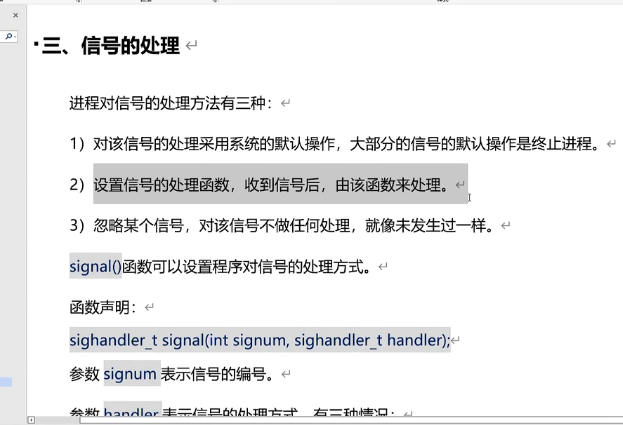 三、信号的处理
进程对信号的处理方法有三种：
1）对该信号的处理采用系统的默认操作，大部分的信号的默认操作是终止进程。
2）设置信号的处理函数，收到信号后，由该函数来处理。
3）忽略某个信号，对该信号不做任何处理，就像未发生过一样。
signal()函数可以设置程序对信号的处理方式。
函数声明：
sighandler_t signal(int signum, sighandler_t handler);
参数 signum 表示信号的编号。
参数 handler 表示信号的处理方式，有三种情况：